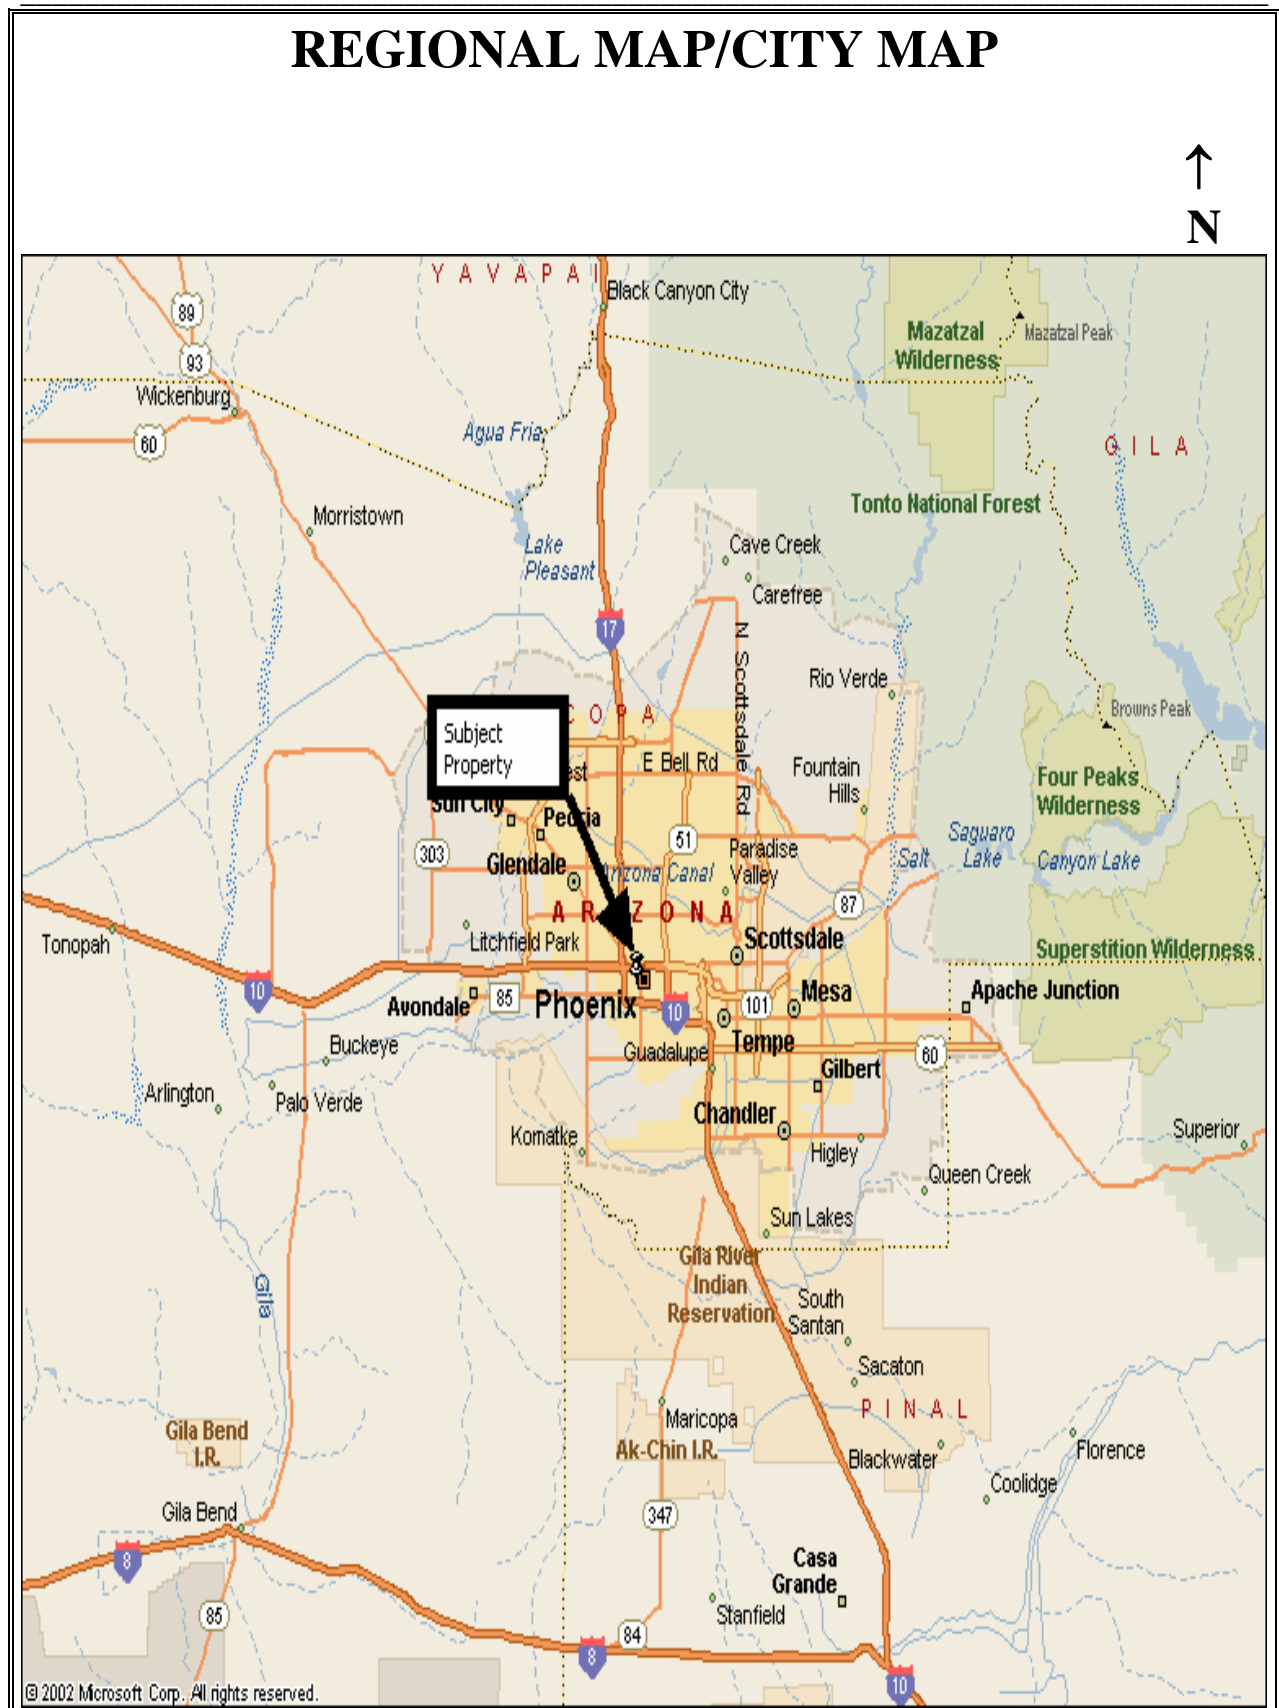 REGIONAL MAP/CITY MAP
↑
N
YAVAPAI
Black Canyon City
89
Mazatzal
Wilderness
Mazatzal Peak
93
Wickenburg
60
Agua Fria
GILA
Tonto National Forest
Morristown
Lake
Pleasant
Cave Creek
Carefree
17
N Scottsdale Rd
Rio Verde
Browns Peak
COPA
Subject
Property
E Bell Rd
Fountain
Hills
Four Peaks
Wilderness
Sun City
Peoria
303
51
Paradise
Valley
Saguaro
Lake
Salt
Canyon Lake
Glendale
Arizona Canal
87
ARIZONA
Tonopah
Litchfield Park
Scottsdale
Superstition Wilderness
10
Avondale
85
Phoenix
10
101
Mesa
Apache Junction
Tempe
Buckeye
Guadalupe
60
Gilbert
Arlington
Palo Verde
Chandler
Komatke
Higley
Superior
Queen Creek
Sun Lakes
Gila River
Indian
Reservation
Gila
South
Santan
Sacaton
PINAL
Maricopa
Gila Bend
I.R.
Ak-Chin I.R.
Blackwater
Florence
Coolidge
Gila Bend
347
8
Casa
Grande
85
Stanfield
84
8
10
© 2002 Microsoft Corp. All rights reserved.